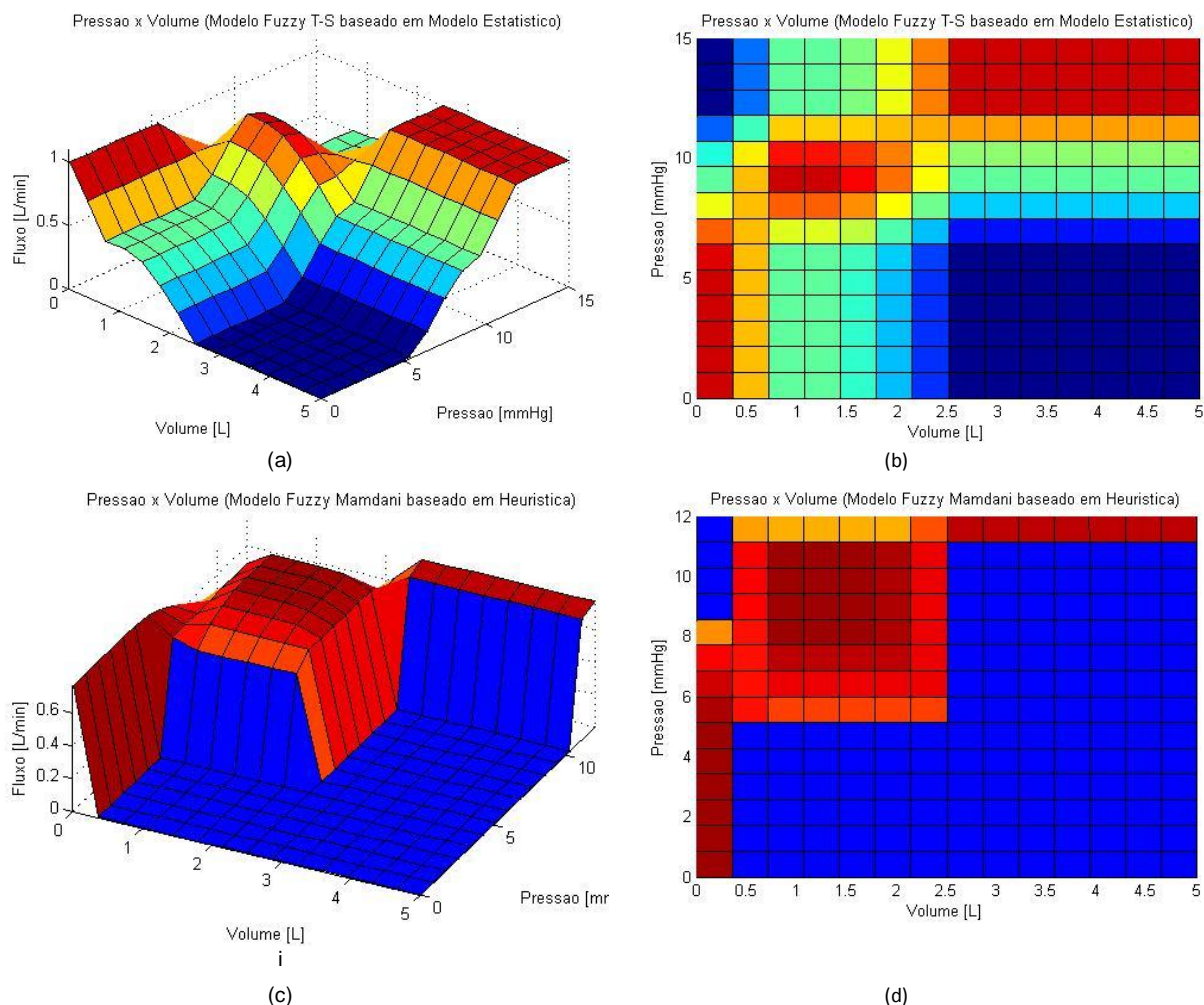 Pressao x Volume (Modelo Fuzzy T-S baseado em Modelo Estatistico)
1
0.5
0
Fluxo [L/min]
0
1
2
3
4
5
Volume [L]
0
5
10
15
Pressao [mmHg]
(a)
Pressao x Volume (Modelo Fuzzy T-S baseado em Modelo Estatistico)
15
10
5
0
Pressao [mmHg]
0 0.5 1 1.5 2 2.5 3 3.5 4 4.5 5
Volume [L]
(b)
Pressao x Volume (Modelo Fuzzy Mamdani baseado em Heuristica)
0.6
0.4
0.2
0
Fluxo [L/min]
0
1
2
3
4
5
Volume [L]
0
5
10
Pressao [mr
i
(c)
Pressao x Volume (Modelo Fuzzy Mamdani baseado em Heuristica)
12
10
8
6
4
2
0
Pressao [mmHg]
0 0.5 1 1.5 2 2.5 3 3.5 4 4.5 5
Volume [L]
(d)